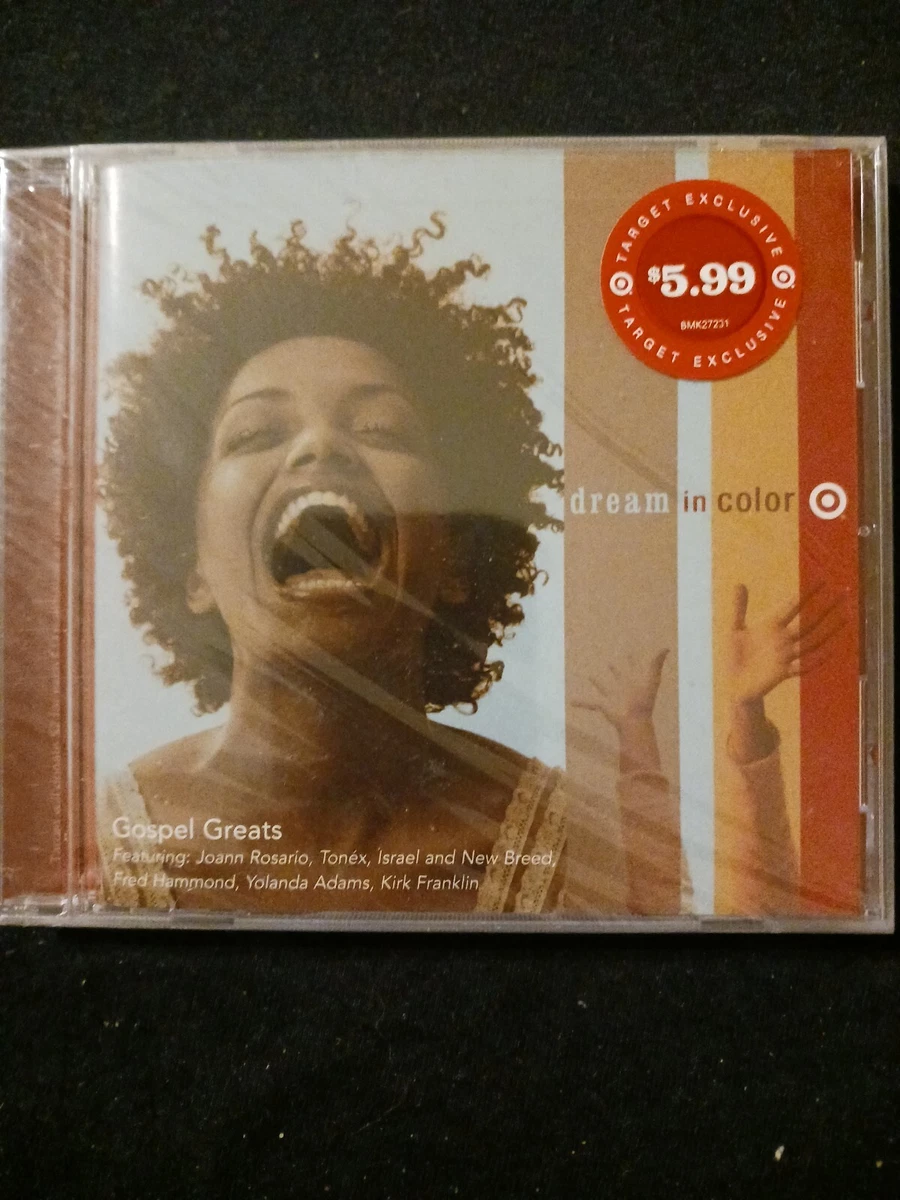 TARGET EXCLUSIVE
$5.99
BMK27231
TARGET EXCLUSIVE
dream in color
Gospel Greats
Featuring: Joann Rosario, Tonéx, Israel and New Breed,
Fred Hammond, Yolanda Adams, Kirk Franklin